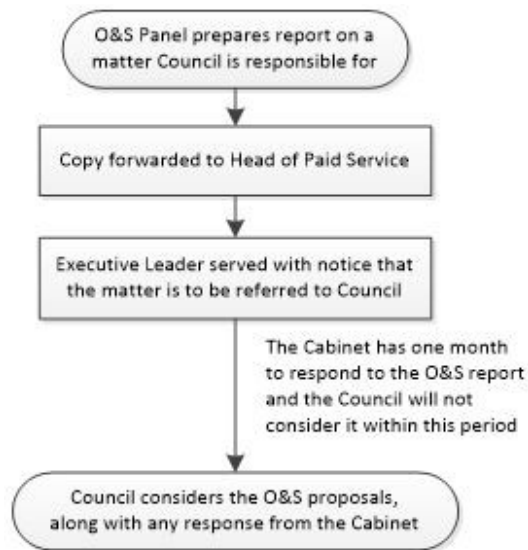 O&S Panel prepares report on a
matter Council is responsible for
Copy forwarded to Head of Paid Service
Executive Leader served with notice that
the matter is to be referred to Council
The Cabinet has one month
to respond to the O&S report
and the Council will not
consider it within this period
Council considers the O&S proposals,
along with any response from the Cabinet